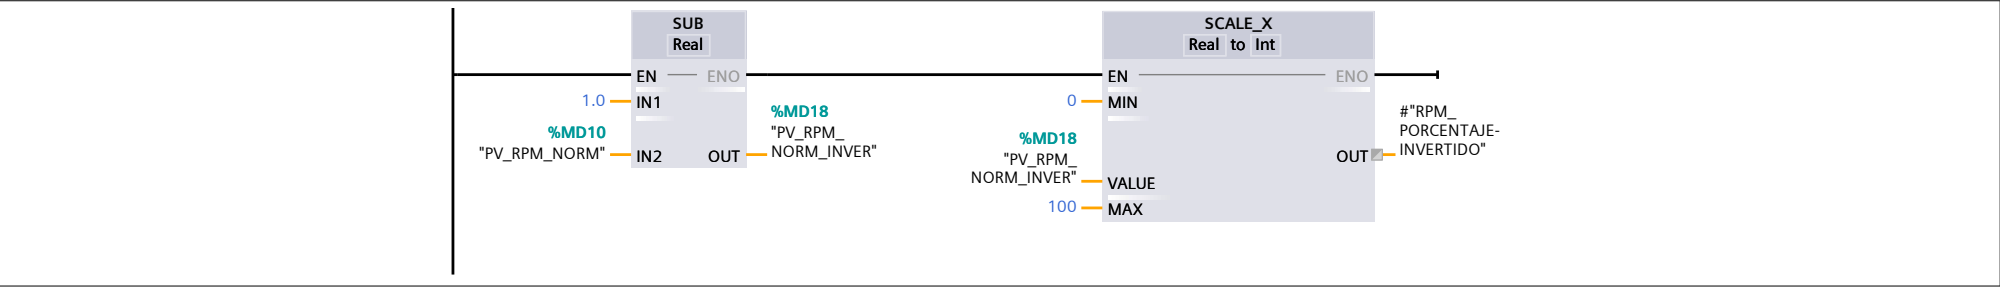 SUB
Real
EN
ENO
1.0
IN1
%MD10
"PV_RPM_NORM"
IN2
OUT
%MD18
"PV_RPM_
NORM_INVER"
SCALE_X
Real to Int
EN
ENO
0
MIN
%MD18
"PV_RPM_
NORM_INVER"
VALUE
100
MAX
OUT
#"RPM_
PORCENTAJE-
INVERTIDO"